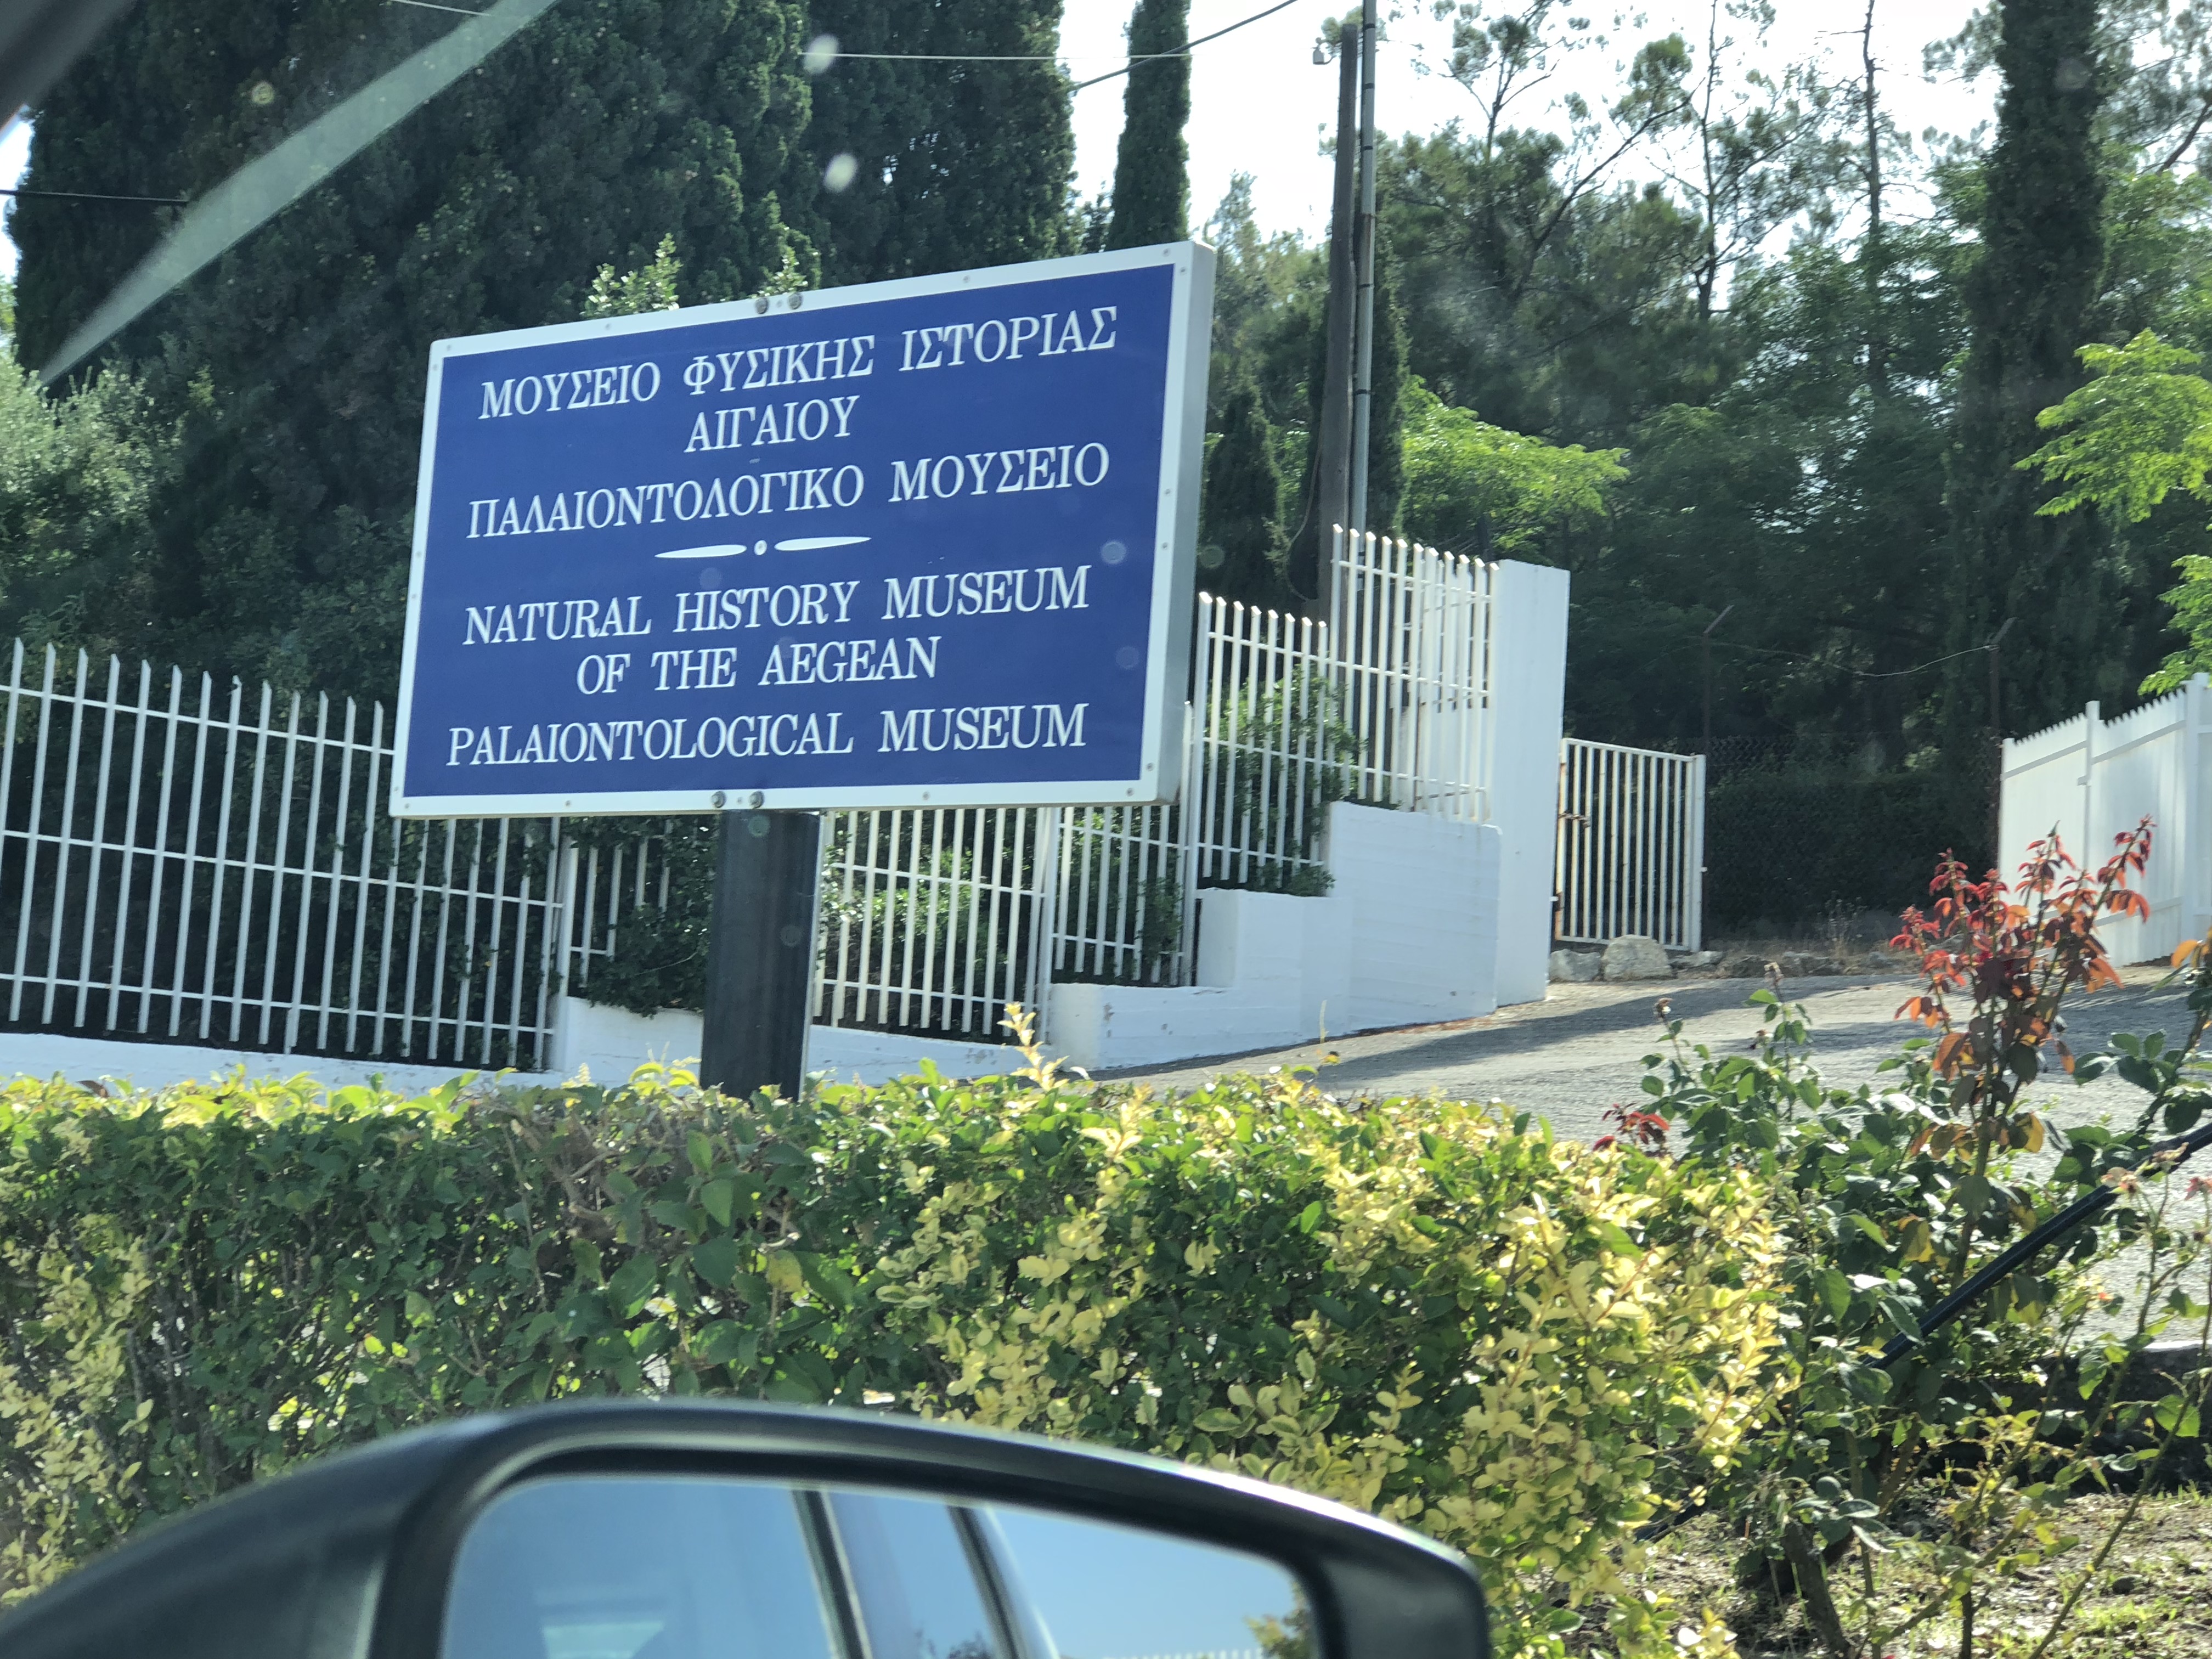 ΜΟΥΣΕΙΟ ΦΥΣΙΚΗΣ ΙΣΤΟΡΙΑΣ
ΑΙΓΑΙΟΥ
ΠΑΛΑΙΟΝΤΟΛΟΓΙΚΟ ΜΟΥΣΕΙΟ
NATURAL HISTORY MUSEUM
OF THE AEGEAN
PALAIONTOLOGICAL MUSEUM